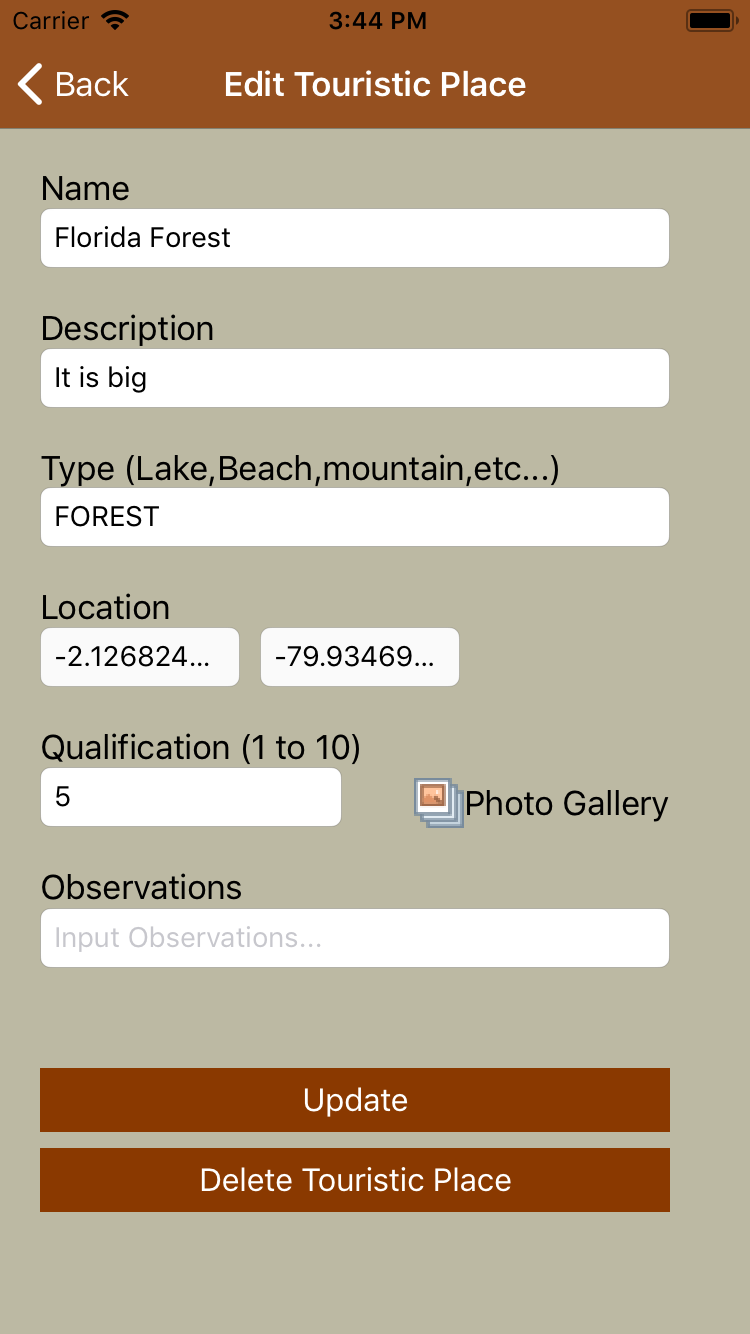 Carrier 3:44 PM
Back Edit Touristic Place
Name
Florida Forest
Description
It is big
Type (Lake,Beach,mountain,etc...)
FOREST
Location
-2.126824... -79.93469...
Qualification (1 to 10)
5
Photo Gallery
Observations
Input Observations...
Update
Delete Touristic Place